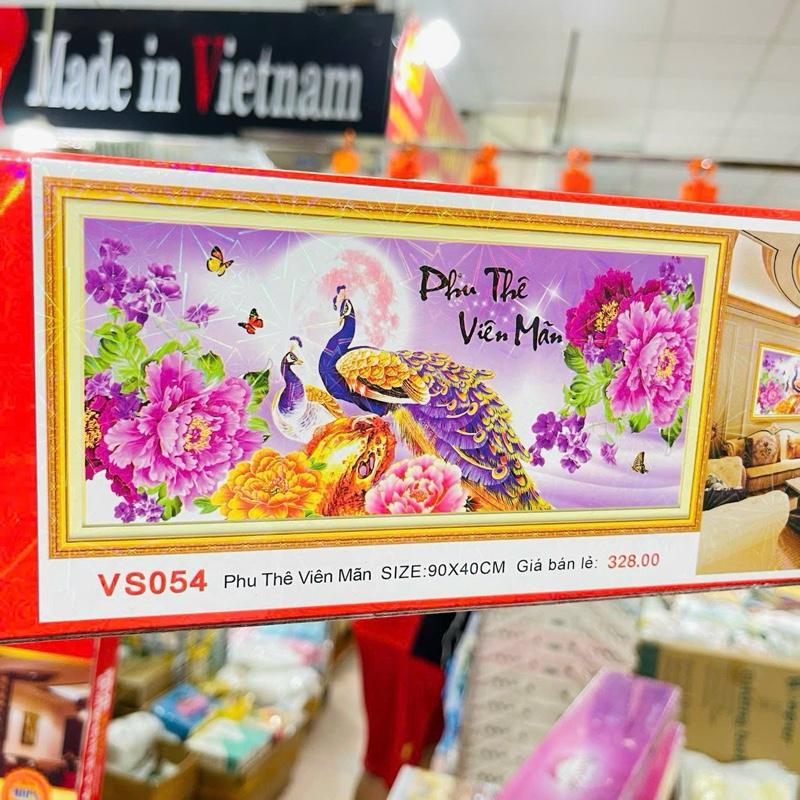 Made in Vietnam
Phu Thê
Viên Mãn
VS054 Phu Thê Viên Mãn SIZE:90X40CM Giá bán lẻ: 328.00